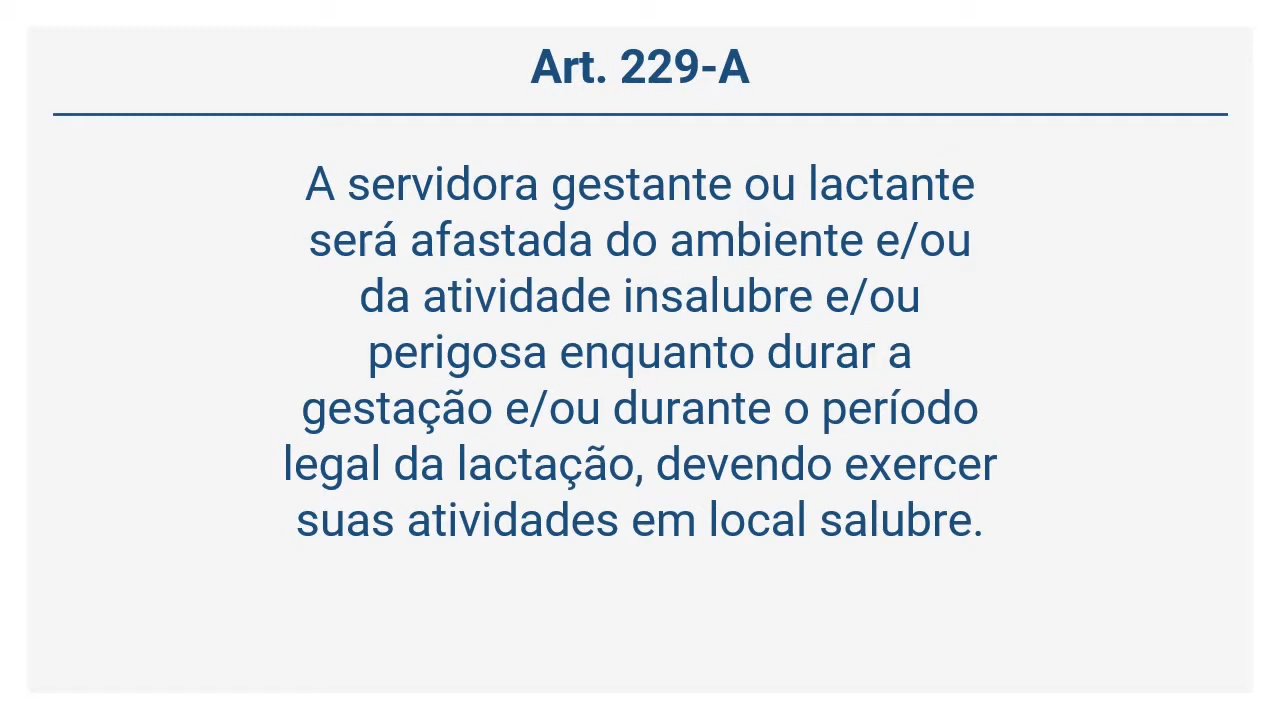 Art. 229-A
A servidora gestante ou lactante
será afastada do ambiente e/ou
da atividade insalubre e/ou
perigosa enquanto durar a
gestação e/ou durante o período
legal da lactação, devendo exercer
suas atividades em local salubre.